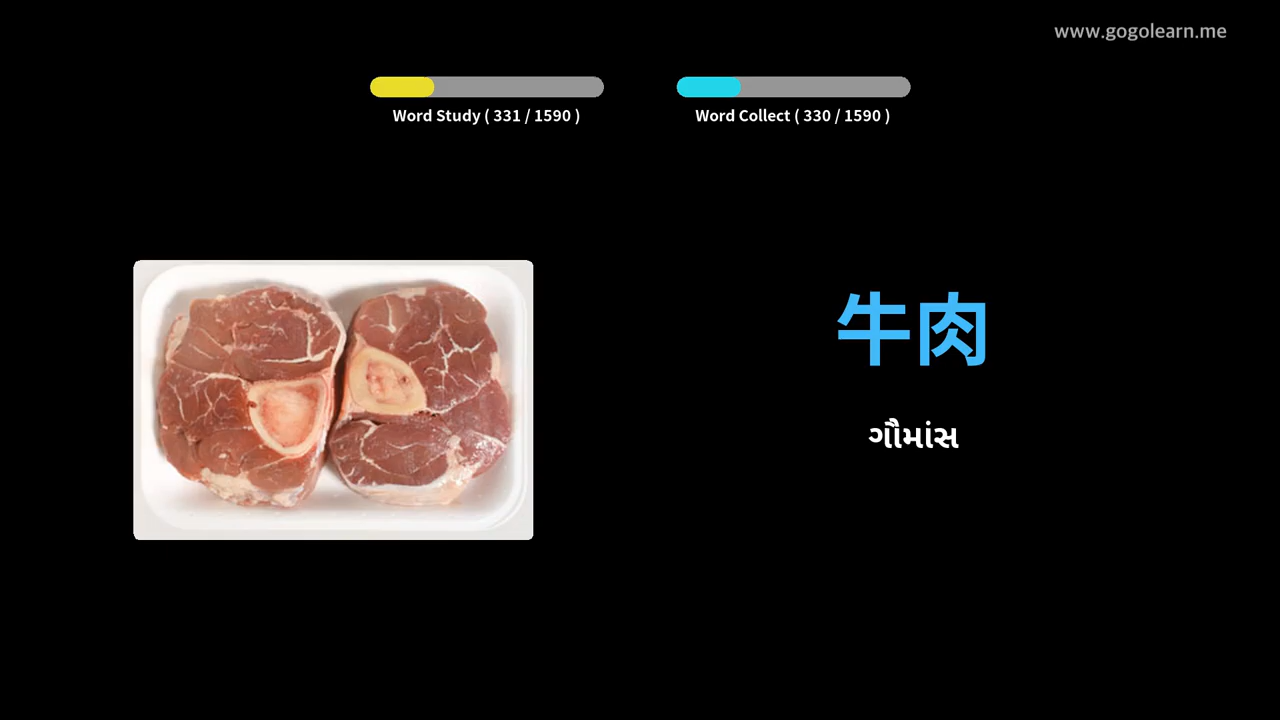 www.gogolearn.me
Word Study ( 331 / 1590 )
Word Collect ( 330 / 1590 )
牛肉
ગૌમાંસ